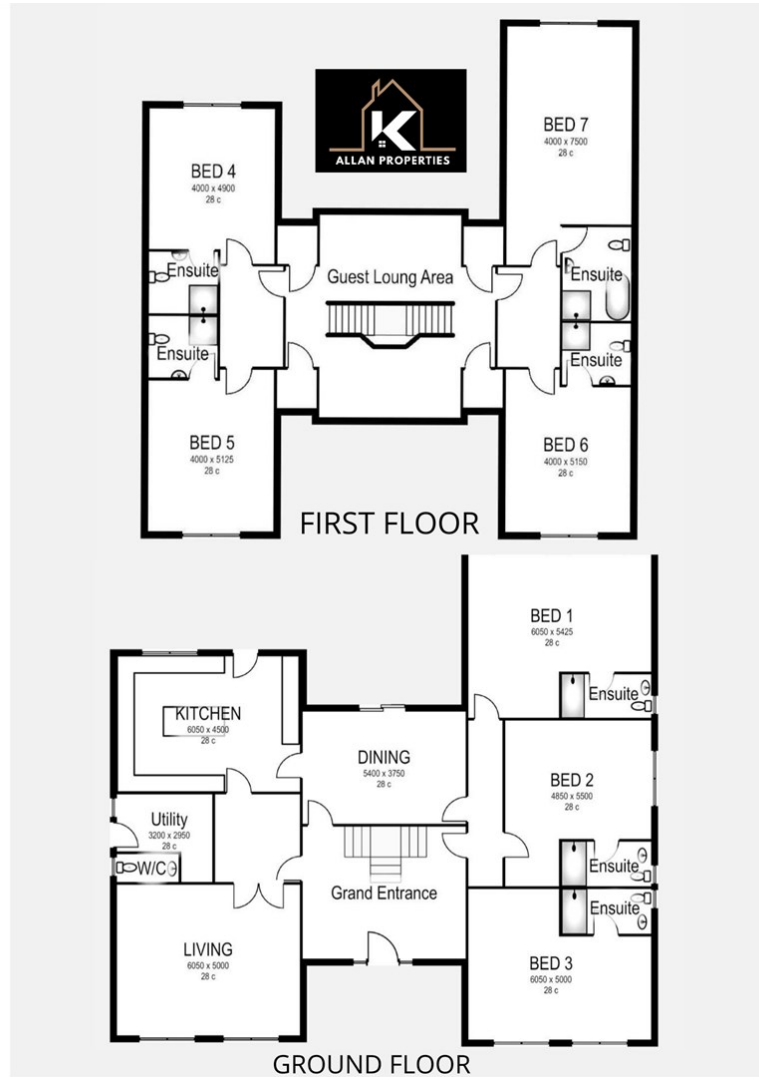 BED 7
4000 x 7500
28 c
K
ALLAN PROPERTIES
BED 4
4000 x 4900
28 c
Ensuite
Guest Loung Area
Ensuite
Ensuite
Ensuite
BED 5
4000 x 5125
28 c
BED 6
4000 x 5150
28 c
FIRST FLOOR
BED 1
6050 x 5425
28 c
Ensuite
KITCHEN
6050 x 4500
28 c
DINING
5400 x 3750
28 c
BED 2
4850 x 5500
28 c
Utility
3200 x 2950
28 c
W/C
Ensuite
Grand Entrance
Ensuite
LIVING
6050 x 5000
28 c
BED 3
6050 x 5000
28 c
GROUND FLOOR